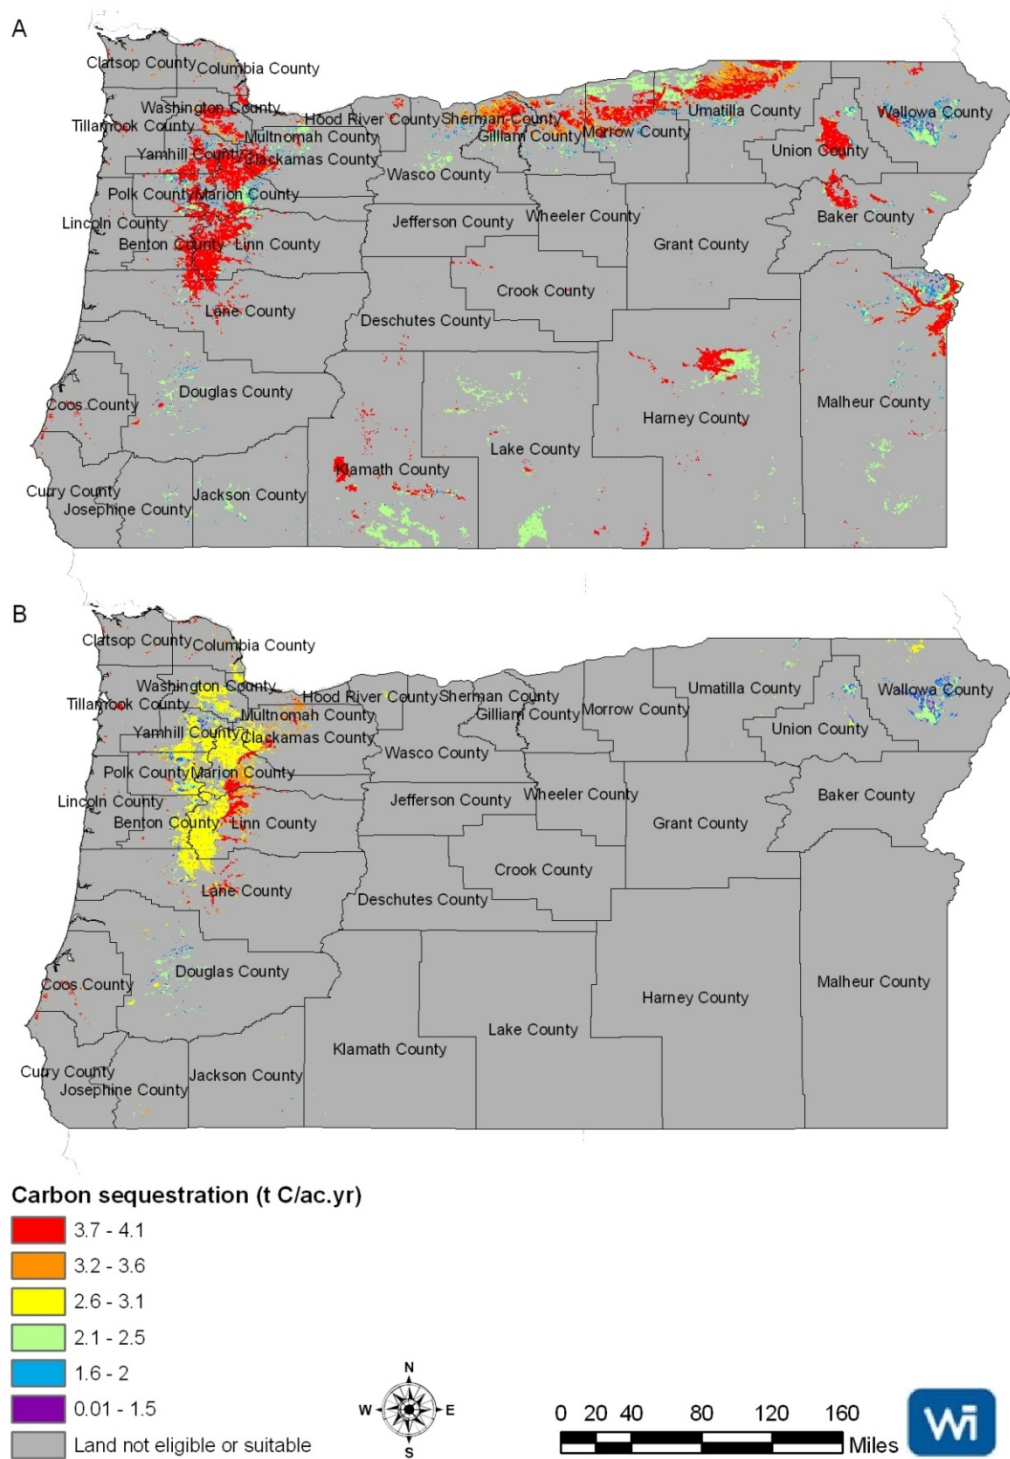 A
Clatsop County
Columbia County
Washington County
Tillamook County
Hood River County
Multnomah County
Sherman County
Gilliam County
Morrow County
Umatilla County
Wallowa County
Union County
Yamhill County
Clackamas County
Wasco County
Polk County
Marion County
Jefferson County
Wheeler County
Grant County
Baker County
Lincoln County
Benton County
Linn County
Crook County
Lane County
Deschutes County
Douglas County
Coos County
Harney County
Malheur County
Lake County
Klamath County
Curry County
Josephine County
Jackson County
B
Clatsop County
Columbia County
Washington County
Tillamook County
Hood River County
Multnomah County
Sherman County
Gilliam County
Morrow County
Umatilla County
Wallowa County
Union County
Yamhill County
Clackamas County
Wasco County
Polk County
Marion County
Jefferson County
Wheeler County
Grant County
Baker County
Lincoln County
Benton County
Linn County
Crook County
Lane County
Deschutes County
Douglas County
Coos County
Harney County
Malheur County
Lake County
Klamath County
Curry County
Josephine County
Jackson County
Carbon sequestration (t C/ac.yr)
3.7 - 4.1
3.2 - 3.6
2.6 - 3.1
2.1 - 2.5
1.6 - 2
0.01 - 1.5
Land not eligible or suitable
N
W E
S
0 20 40 80 120 160
Miles
Wi